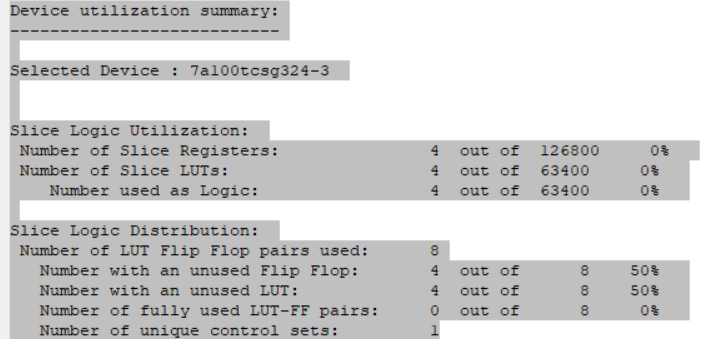 Device utilization summary:
---------------------------
Selected Device : 7a100tcsg324-3
Slice Logic Utilization:
Number of Slice Registers: 4 out of 126800 0%
Number of Slice LUTs: 4 out of 63400 0%
Number used as Logic: 4 out of 63400 0%
Slice Logic Distribution:
Number of LUT Flip Flop pairs used: 8
Number with an unused Flip Flop: 4 out of 8 50%
Number with an unused LUT: 4 out of 8 50%
Number of fully used LUT-FF pairs: 0 out of 8 0%
Number of unique control sets: 1